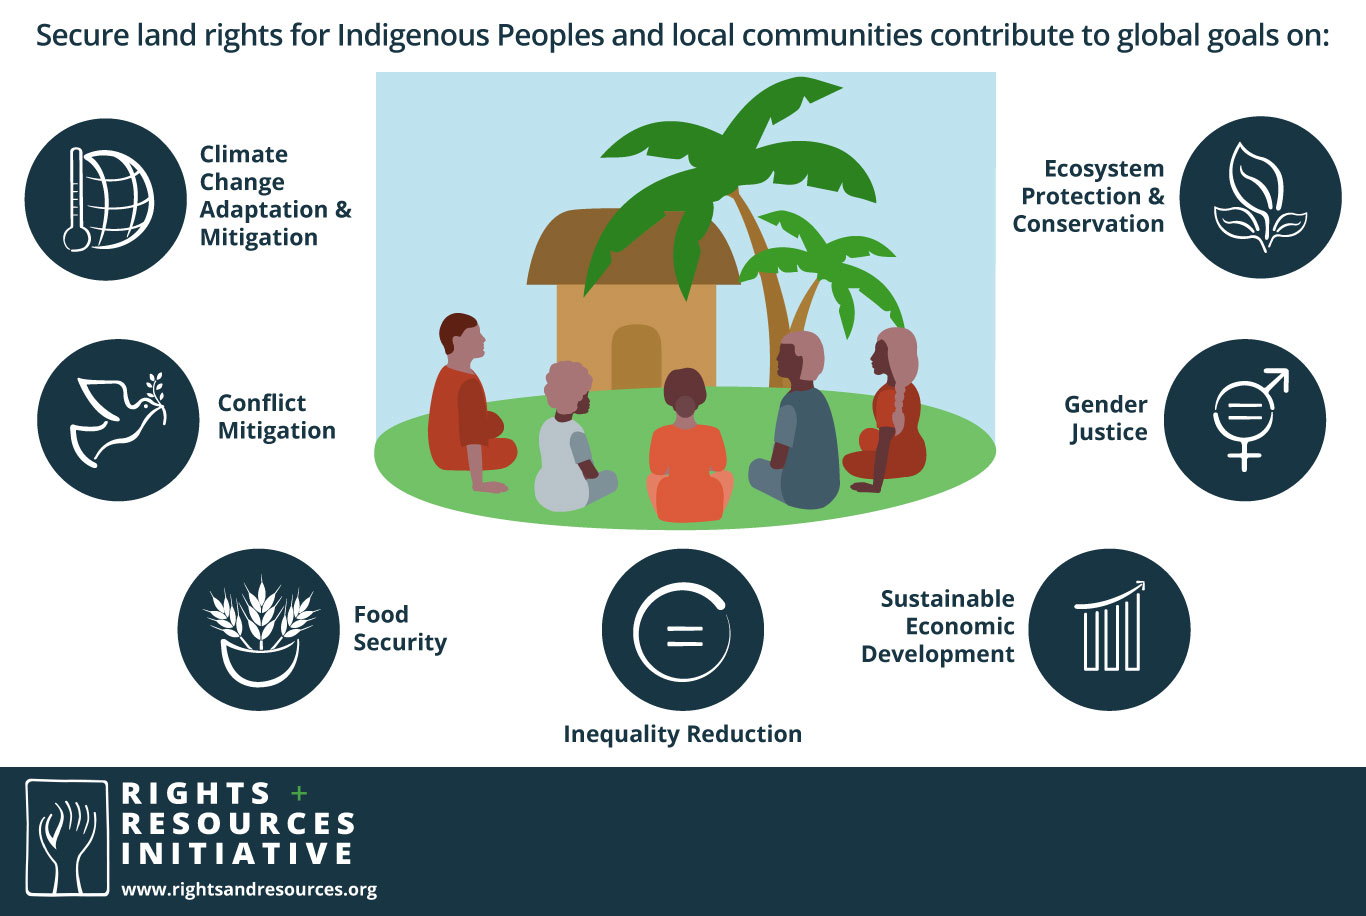 Secure land rights for Indigenous Peoples and local communities contribute to global goals on:
Climate
Change
Adaptation &
Mitigation
Ecosystem
Protection &
Conservation
Conflict
Mitigation
Gender
Justice
Food
Security
Inequality Reduction
Sustainable
Economic
Development
RIGHTS +
RESOURCES
INITIATIVE
www.rightsandresources.org